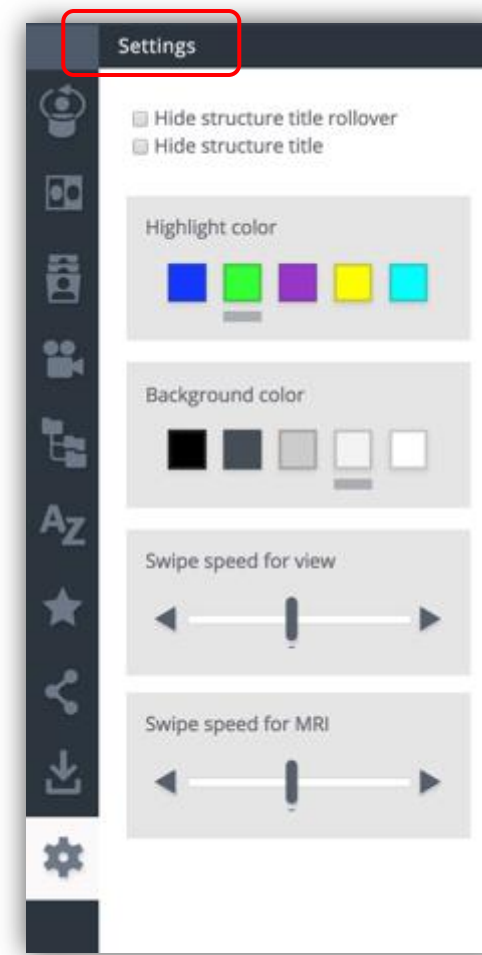 Settings
Hide structure title rollover
Hide structure title
Highlight color
Background color
AZ
Swipe speed for view
Swipe speed for MRI